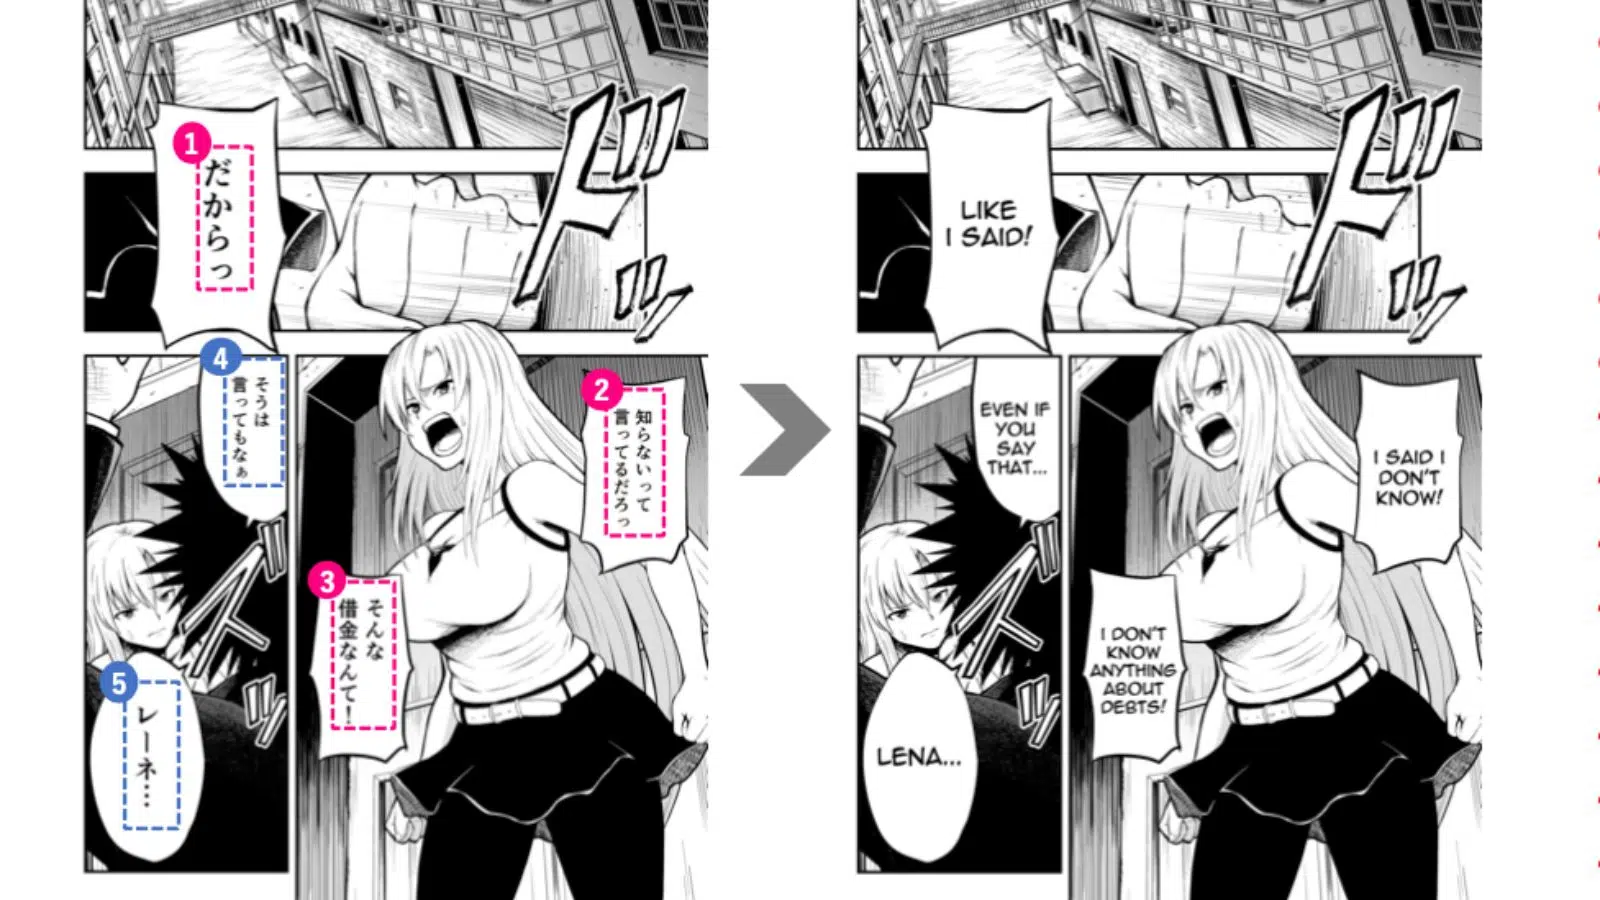 1
だからっ
ドドッ
2
知らないって
言ってるだろっ
3
そんな
借金なんて!
4
そうは
言ってもなぁ
5
レーネ…
LIKE
I SAID!
I SAID I
DON'T
KNOW!
I DON'T
KNOW
ANYTHING
ABOUT
DEBTS!
EVEN IF
YOU
SAY
THAT...
LENA...